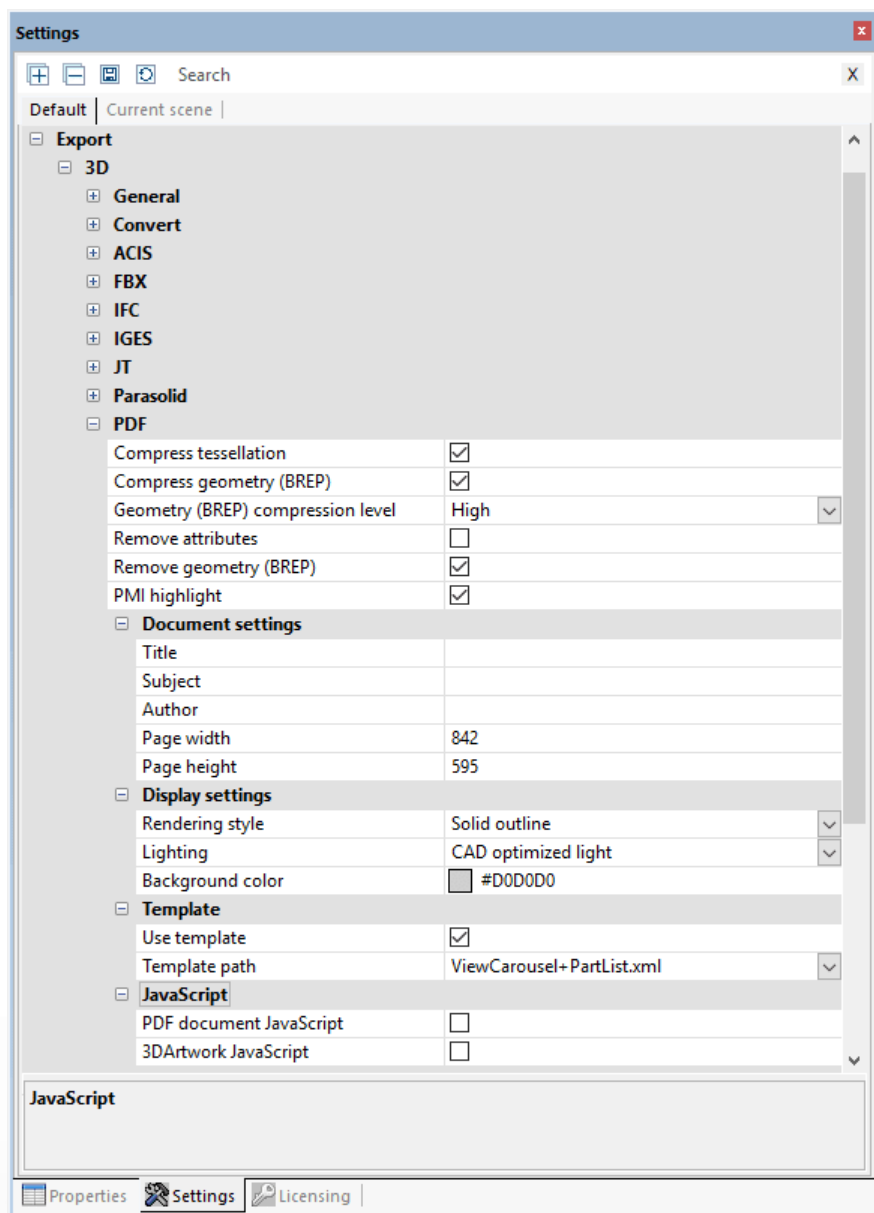 Settings
Search X
Default Current scene
Export
3D
General
Convert
ACIS
FBX
IFC
IGES
JT
Parasolid
PDF
Compress tessellation
Compress geometry (BREP)
Geometry (BREP) compression level High
Remove attributes
Remove geometry (BREP)
PMI highlight
Document settings
Title
Subject
Author
Page width 842
Page height 595
Display settings
Rendering style Solid outline
Lighting CAD optimized light
Background color #D0D0D0
Template
Use template
Template path ViewCarousel+PartList.xml
JavaScript
PDF document JavaScript
3DArtwork JavaScript
JavaScript
Properties Settings Licensing